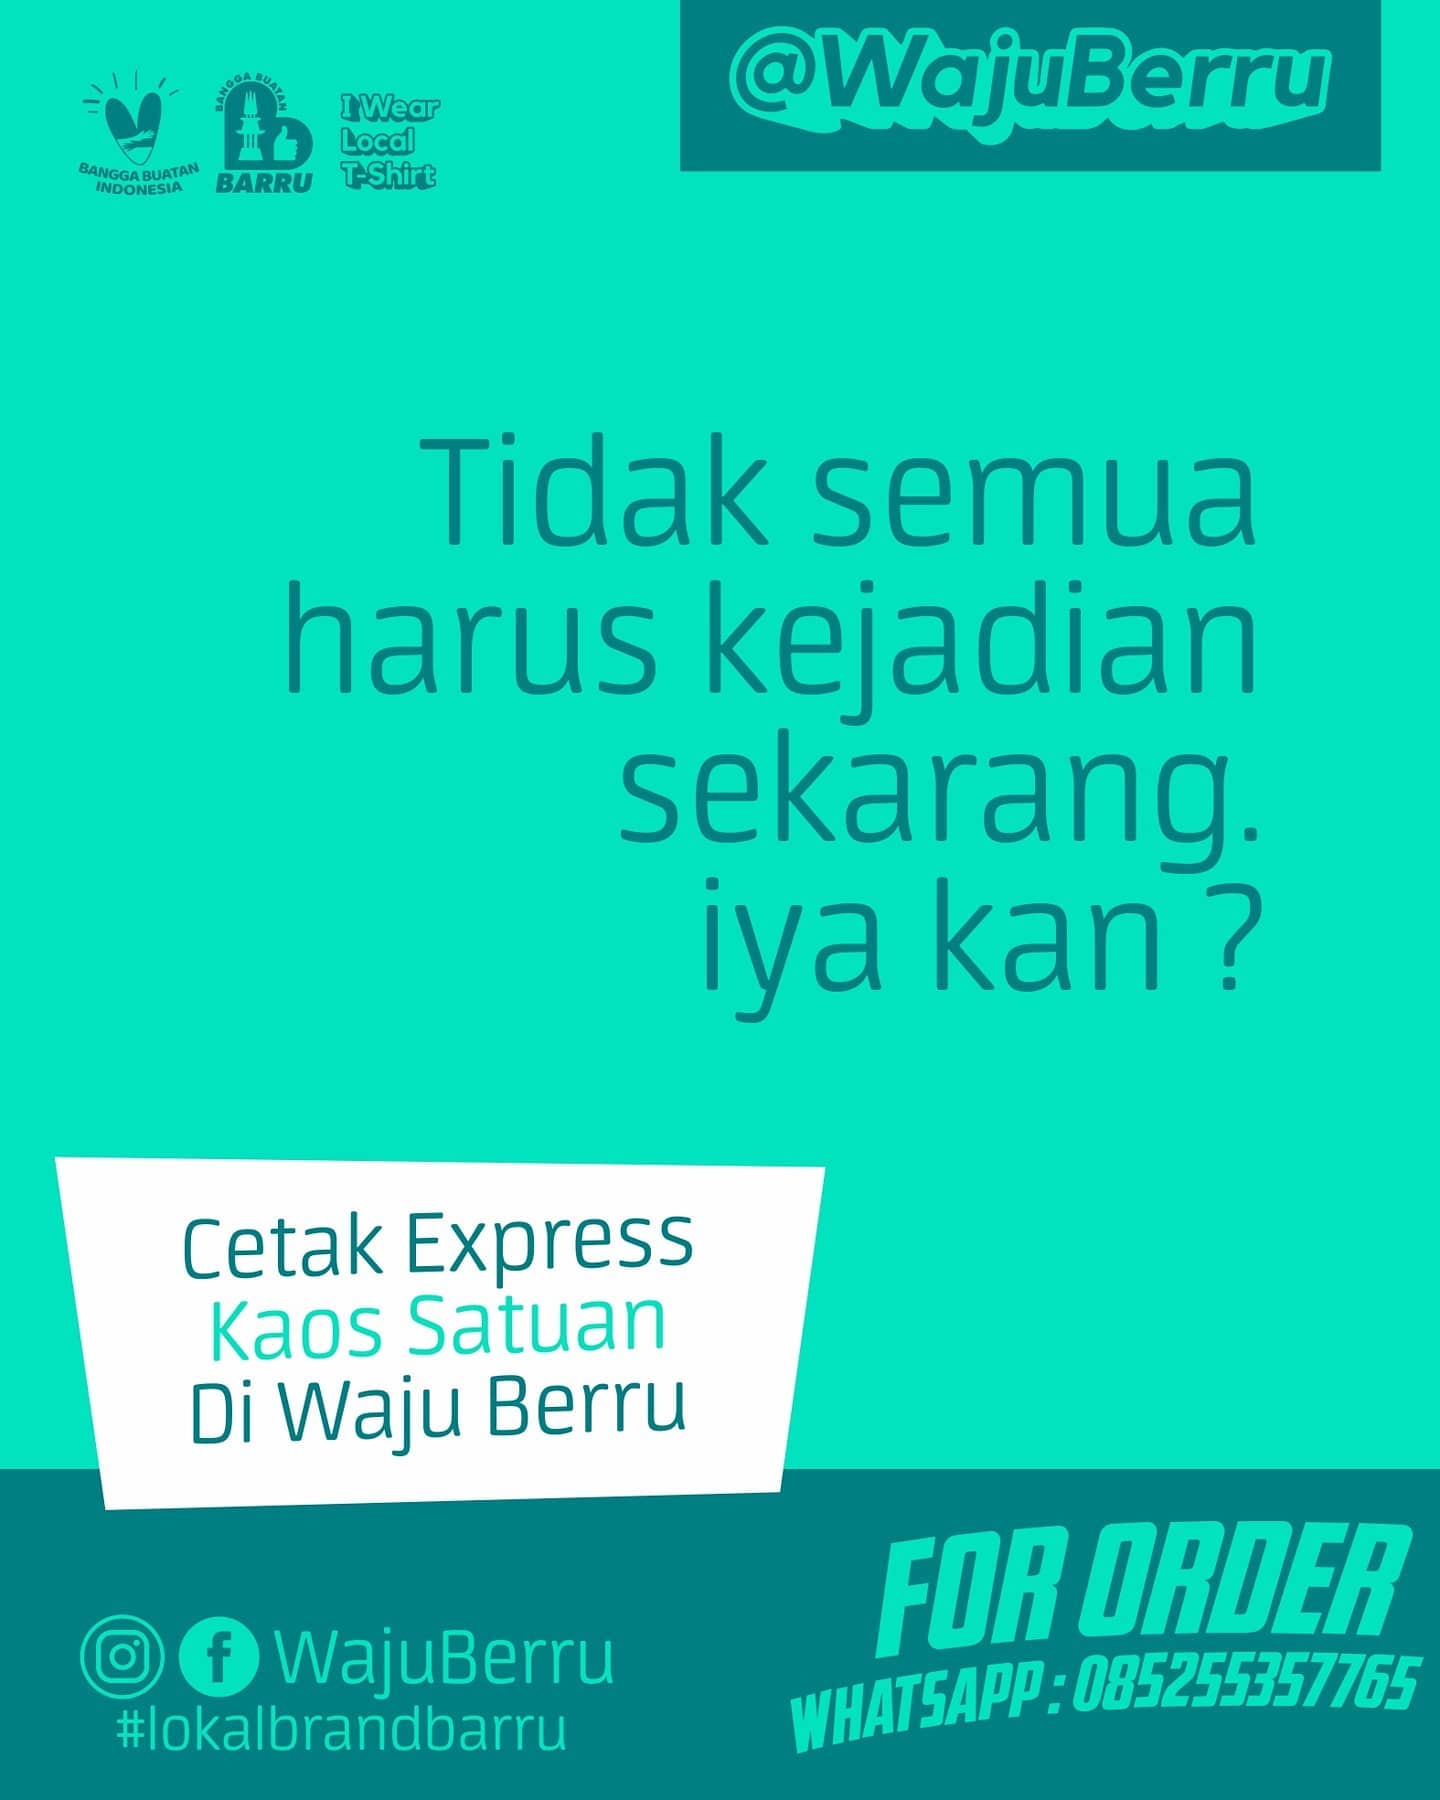 BANGGA BUATAN
INDONESIA
BANGGA BUATAN
BARRU
I Wear
Local
T-Shirt
@WajuBerru
Tidak semua
harus kejadian
sekarang.
iya kan ?
Cetak Express
Kaos Satuan
Di Waju Berru
WajuBerru
#lokalbrandbarru
FOR ORDER
WHATSAPP : 085255357765